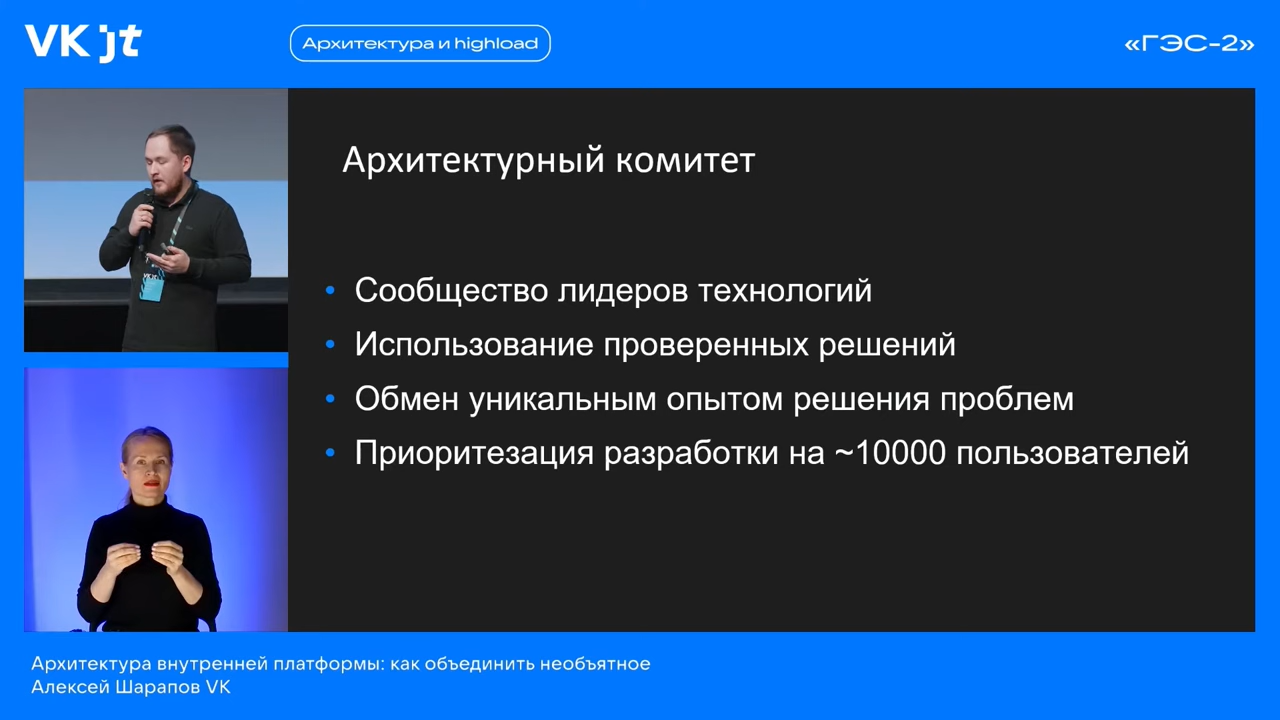 VK jt
Архитектура и highload
«ГЭС-2»
Архитектурный комитет
• Сообщество лидеров технологий
• Использование проверенных решений
• Обмен уникальным опытом решения проблем
• Приоритезация разработки на ~10000 пользователей
Архитектура внутренней платформы: как объединить необъятное
Алексей Шарапов VK